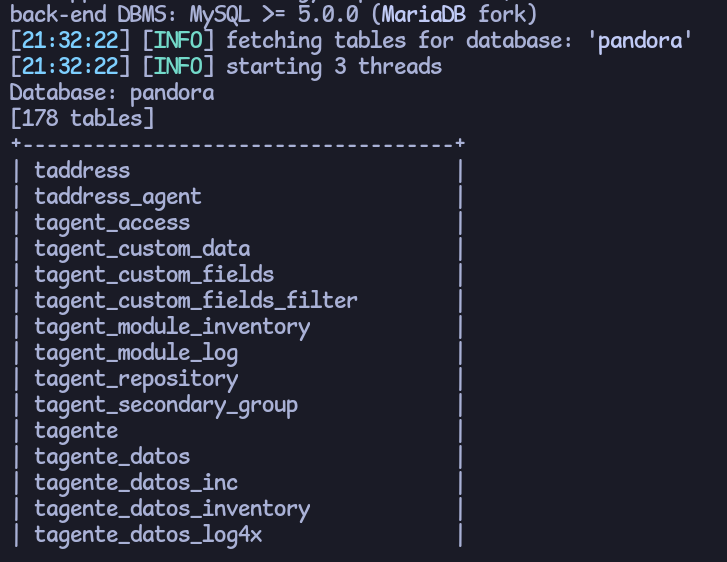 back-end DBMS: MySQL >= 5.0.0 (MariaDB fork)
[21:32:22] [INFO] fetching tables for database: 'pandora'
[21:32:22] [INFO] starting 3 threads
Database: pandora
[178 tables]
+------------------------------------+
| taddress                           |
| taddress_agent                     |
| tagent_access                      |
| tagent_custom_data                 |
| tagent_custom_fields               |
| tagent_custom_fields_filter        |
| tagent_module_inventory            |
| tagent_module_log                  |
| tagent_repository                  |
| tagent_secondary_group             |
| tagente                            |
| tagente_datos                      |
| tagente_datos_inc                  |
| tagente_datos_inventory            |
| tagente_datos_log4x                |